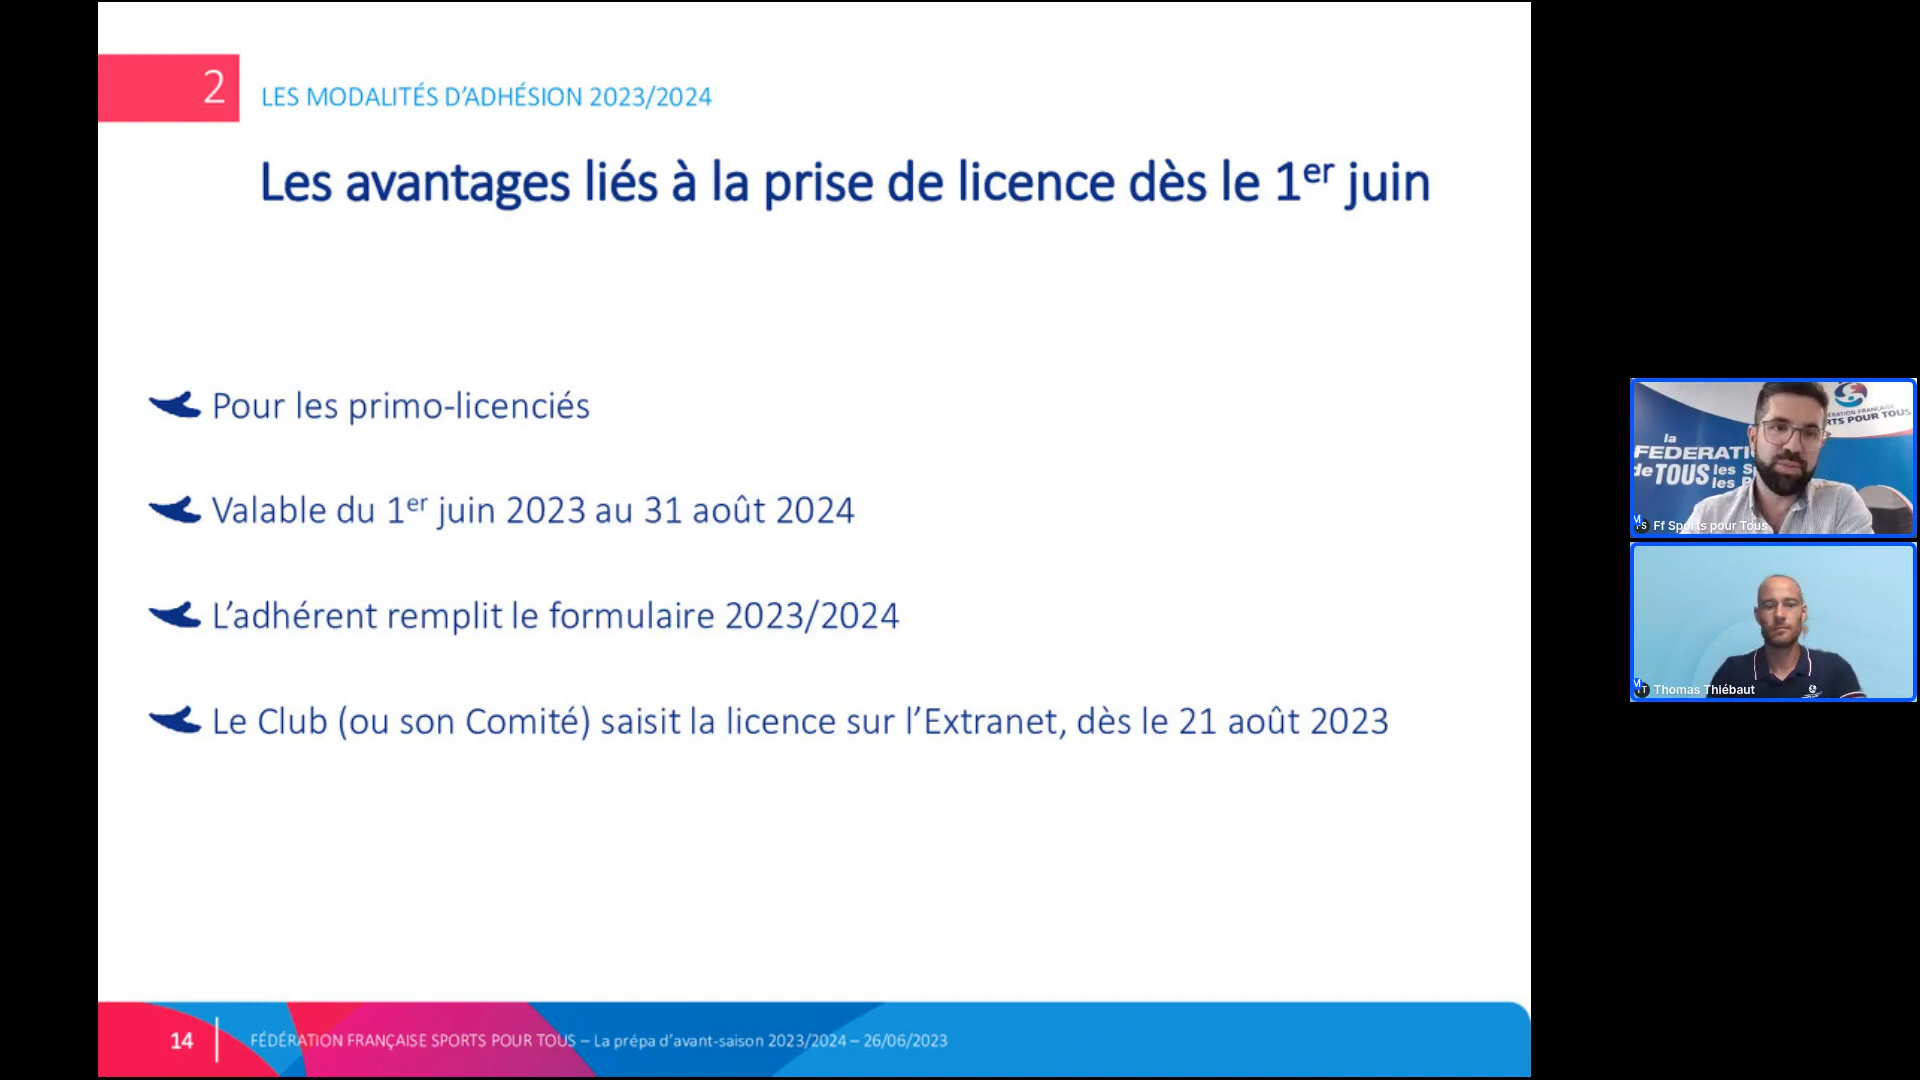 2
LES MODALITÉS D’ADHÉSION 2023/2024
Les avantages liés à la prise de licence dès le 1er juin
Pour les primo-licenciés
Valable du 1er juin 2023 au 31 août 2024
L’adhérent remplit le formulaire 2023/2024
Le Club (ou son Comité) saisit la licence sur l’Extranet, dès le 21 août 2023
14
FÉDÉRATION FRANÇAISE SPORTS POUR TOUS – La prépa d’avant-saison 2023/2024 – 26/06/2023
la
de TOUS les
les
POUR TOUS
Ff Sports pour Tous
Thomas Thiébaut